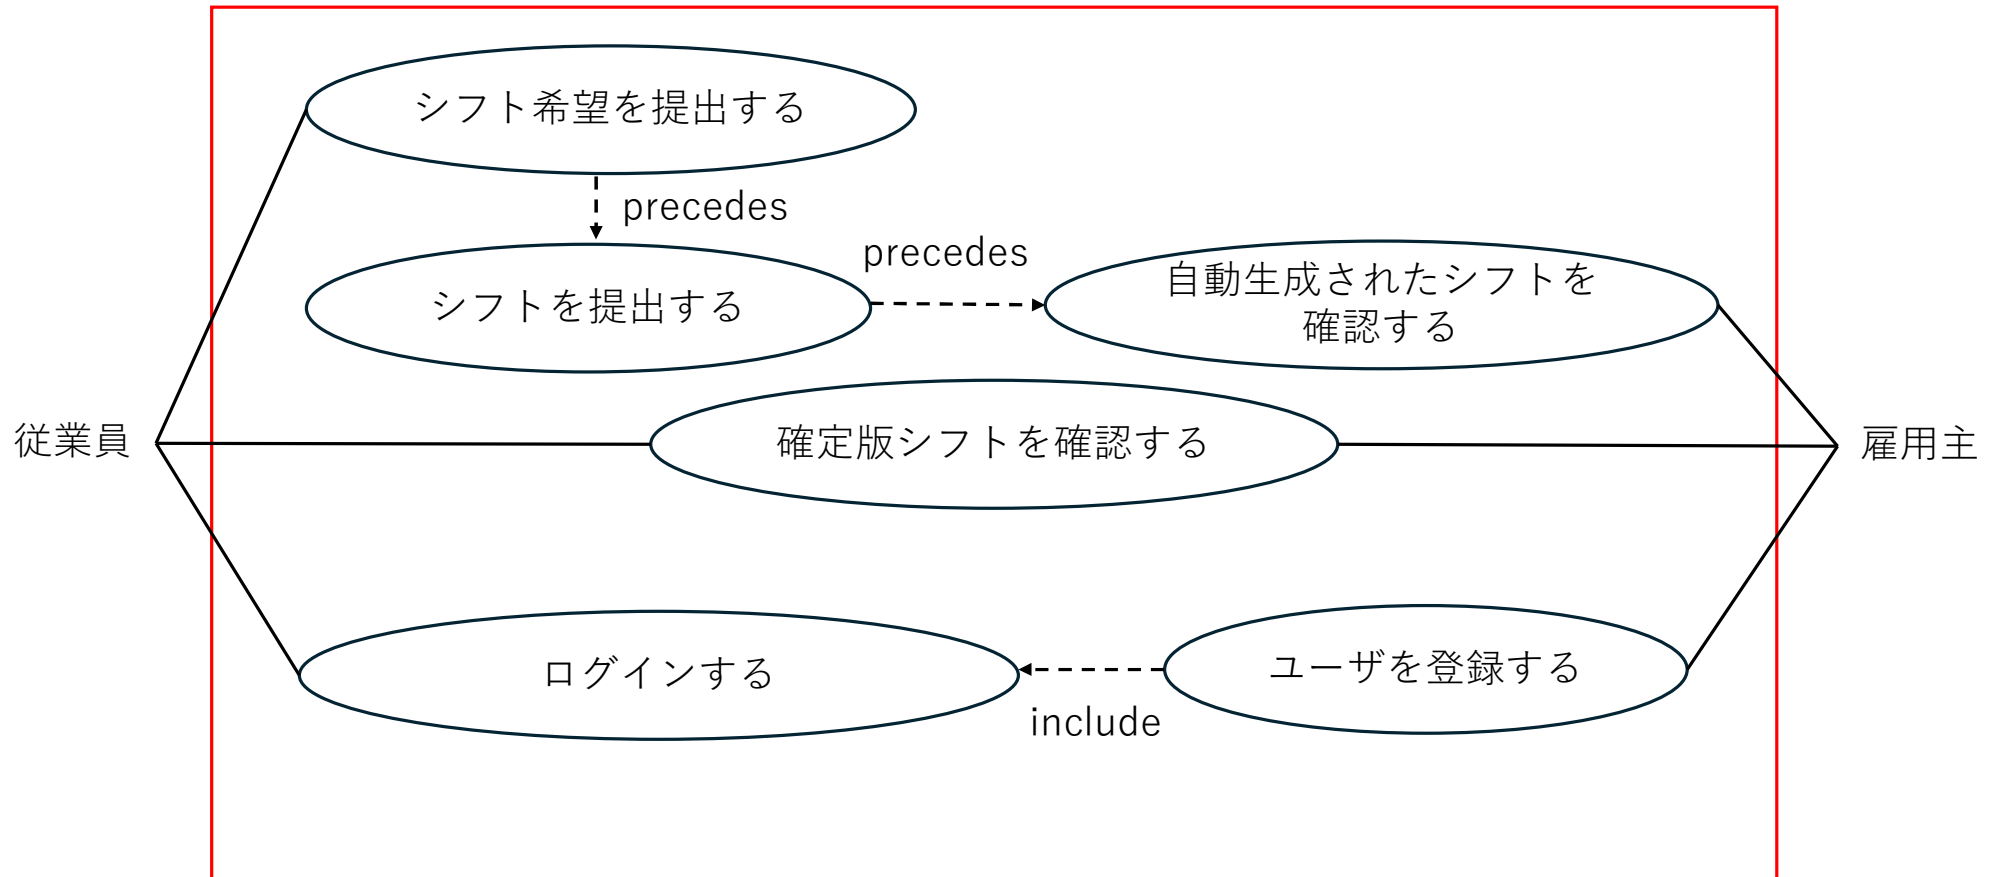 シフト希望を提出する
precedes
シフトを提出する
precedes
自動生成されたシフトを
確認する
従業員
確定版シフトを確認する
雇用主
ログインする
include
ユーザを登録する